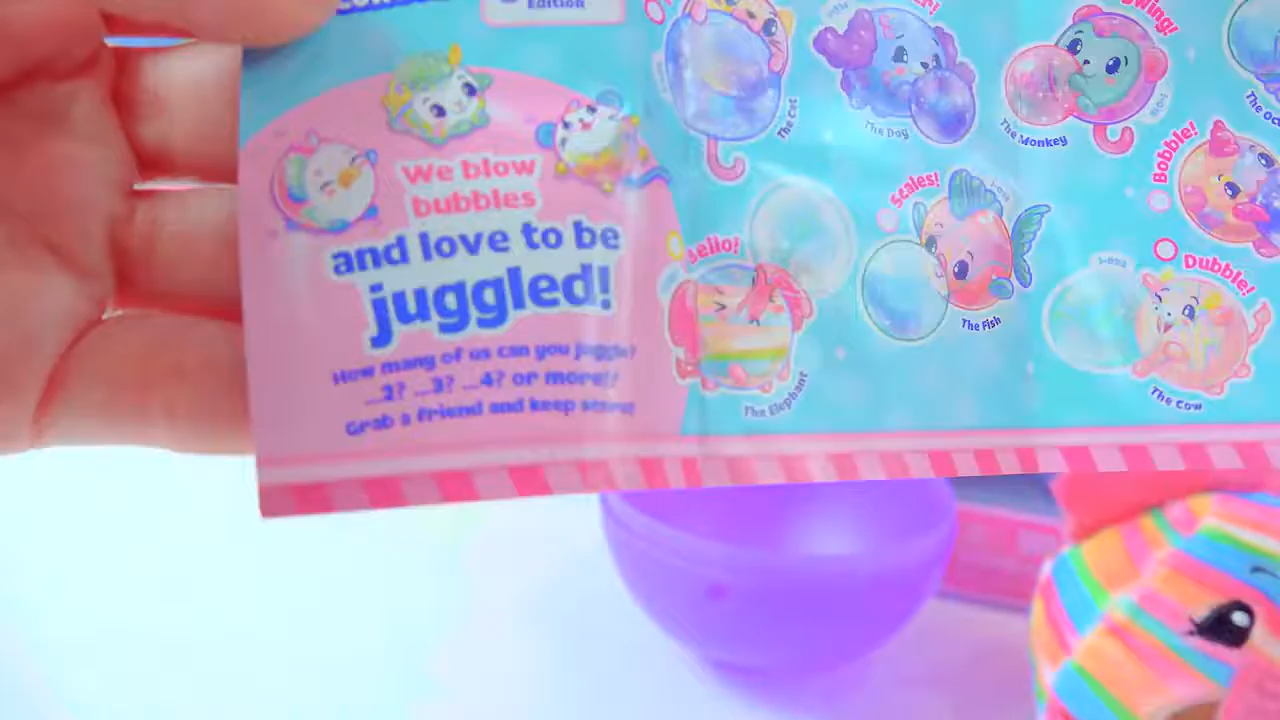 Edition
We blow
bubbles
and love to be
juggled!
How many of us can you juggle?
...2? ...3? ...4? or more!?
Grab a friend and keep score!
The Cat
The Dog
The Monkey
Bobble!
Scales!
The Fish
Jello!
The Elephant
Dubble!
The Cow